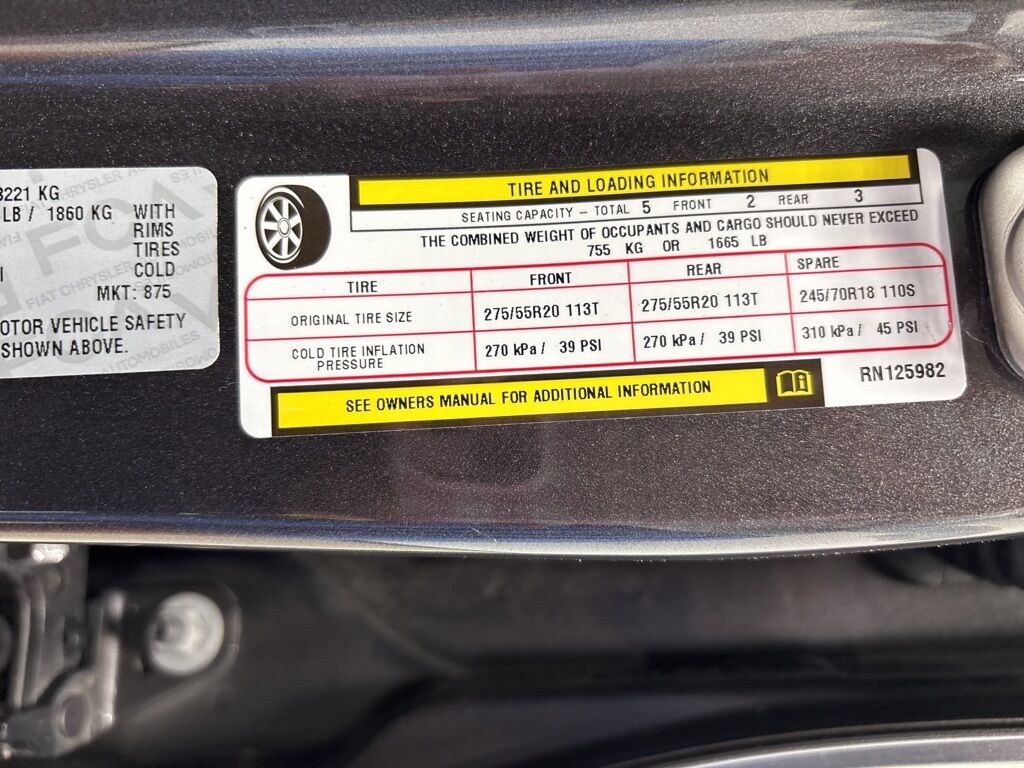 3221 KG
LB / 1860 KG WITH
RIMS
TIRES
COLD
MKT: 875
OTOR VEHICLE SAFETY
SHOWN ABOVE.
FIAT CHRYSLER AUTOMOBILES
TIRE AND LOADING INFORMATION
SEATING CAPACITY – TOTAL 5 FRONT 2 REAR 3
THE COMBINED WEIGHT OF OCCUPANTS AND CARGO SHOULD NEVER EXCEED
755 KG OR 1665 LB
TIRE FRONT REAR SPARE
ORIGINAL TIRE SIZE 275/55R20 113T 275/55R20 113T 245/70R18 110S
COLD TIRE INFLATION PRESSURE 270 kPa / 39 PSI 270 kPa / 39 PSI 310 kPa / 45 PSI
SEE OWNERS MANUAL FOR ADDITIONAL INFORMATION
RN125982